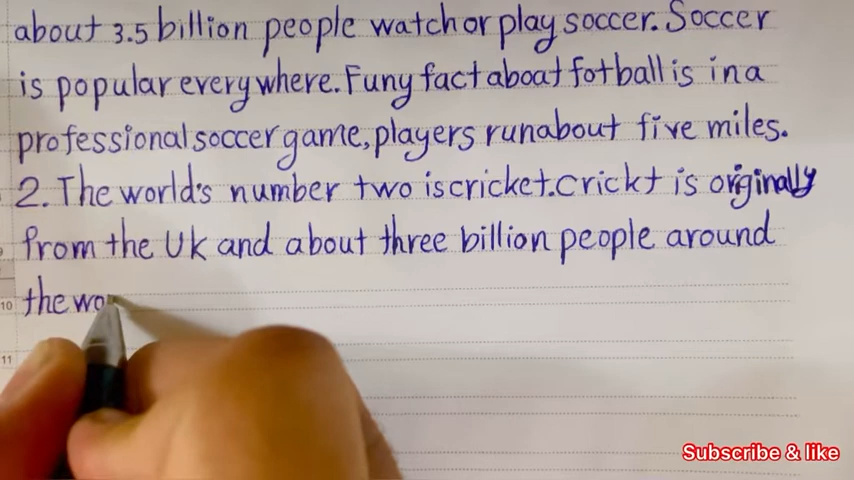 about 3.5 billion people watch or play soccer. Soccer
is popular everywhere. Funy fact aboat fotball is in a
professional soccer game, players run about five miles.
2. The world's number two is cricket. Crickt is originally
from the Uk and about three billion people around
10 the wo
11
Subscribe & like